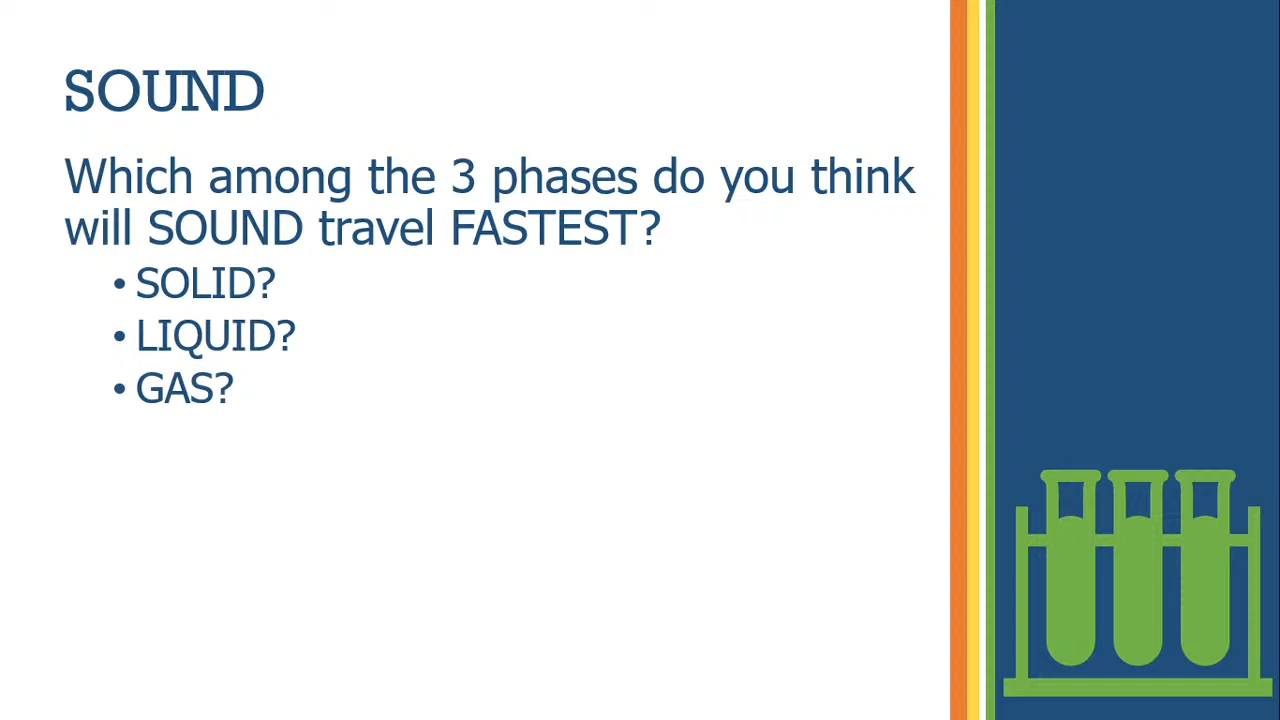 SOUND
Which among the 3 phases do you think
will SOUND travel FASTEST?
• SOLID?
• LIQUID?
• GAS?